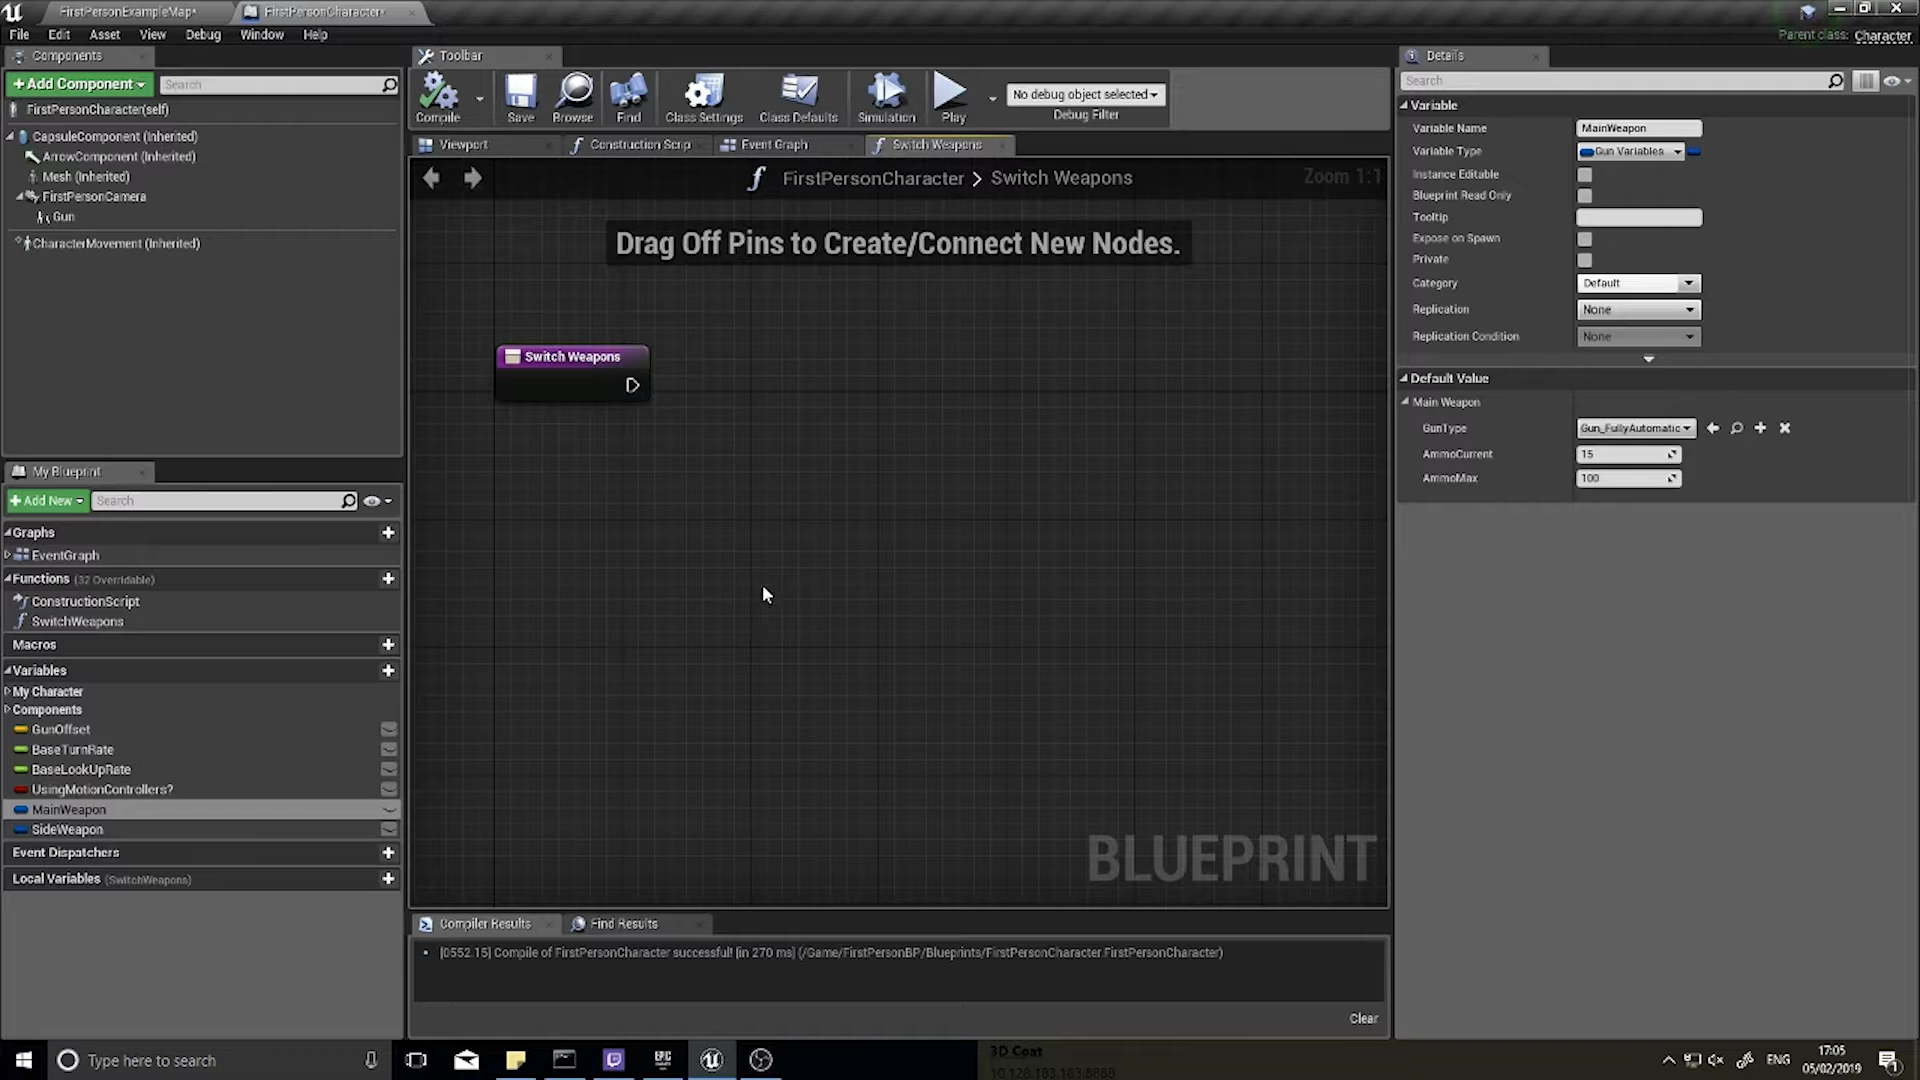 FirstPersonExampleMap*
FirstPersonCharacter*
File Edit Asset View Debug Window Help
Parent class: Character
Components
+Add Component
Search
FirstPersonCharacter(self)
CapsuleComponent (Inherited)
ArrowComponent (Inherited)
Mesh (Inherited)
FirstPersonCamera
Gun
CharacterMovement (Inherited)
My Blueprint
+Add New
Search
Graphs
EventGraph
Functions (32 Overridable)
ConstructionScript
SwitchWeapons
Macros
Variables
My Character
Components
GunOffset
BaseTurnRate
BaseLookUpRate
UsingMotionControllers?
MainWeapon
SideWeapon
Event Dispatchers
Local Variables (SwitchWeapons)
Toolbar
Compile
Save
Browse
Find
Class Settings
Class Defaults
Simulation
Play
No debug object selected
Debug Filter
Viewport
Construction Scrip
Event Graph
Switch Weapons
FirstPersonCharacter > Switch Weapons
Zoom 1:1
Drag Off Pins to Create/Connect New Nodes.
Switch Weapons
BLUEPRINT
Compiler Results
Find Results
[0552.15] Compile of FirstPersonCharacter successful! [in 270 ms] (/Game/FirstPersonBP/Blueprints/FirstPersonCharacter.FirstPersonCharacter)
Clear
Details
Search
Variable
Variable Name MainWeapon
Variable Type Gun Variables
Instance Editable
Blueprint Read Only
Tooltip
Expose on Spawn
Private
Category Default
Replication None
Replication Condition None
Default Value
Main Weapon
GunType Gun_FullyAutomatic
AmmoCurrent 15
AmmoMax 100
Type here to search
EPIC
3D Coat
10.128.183.183:8888
ENG
17:05
05/02/2019